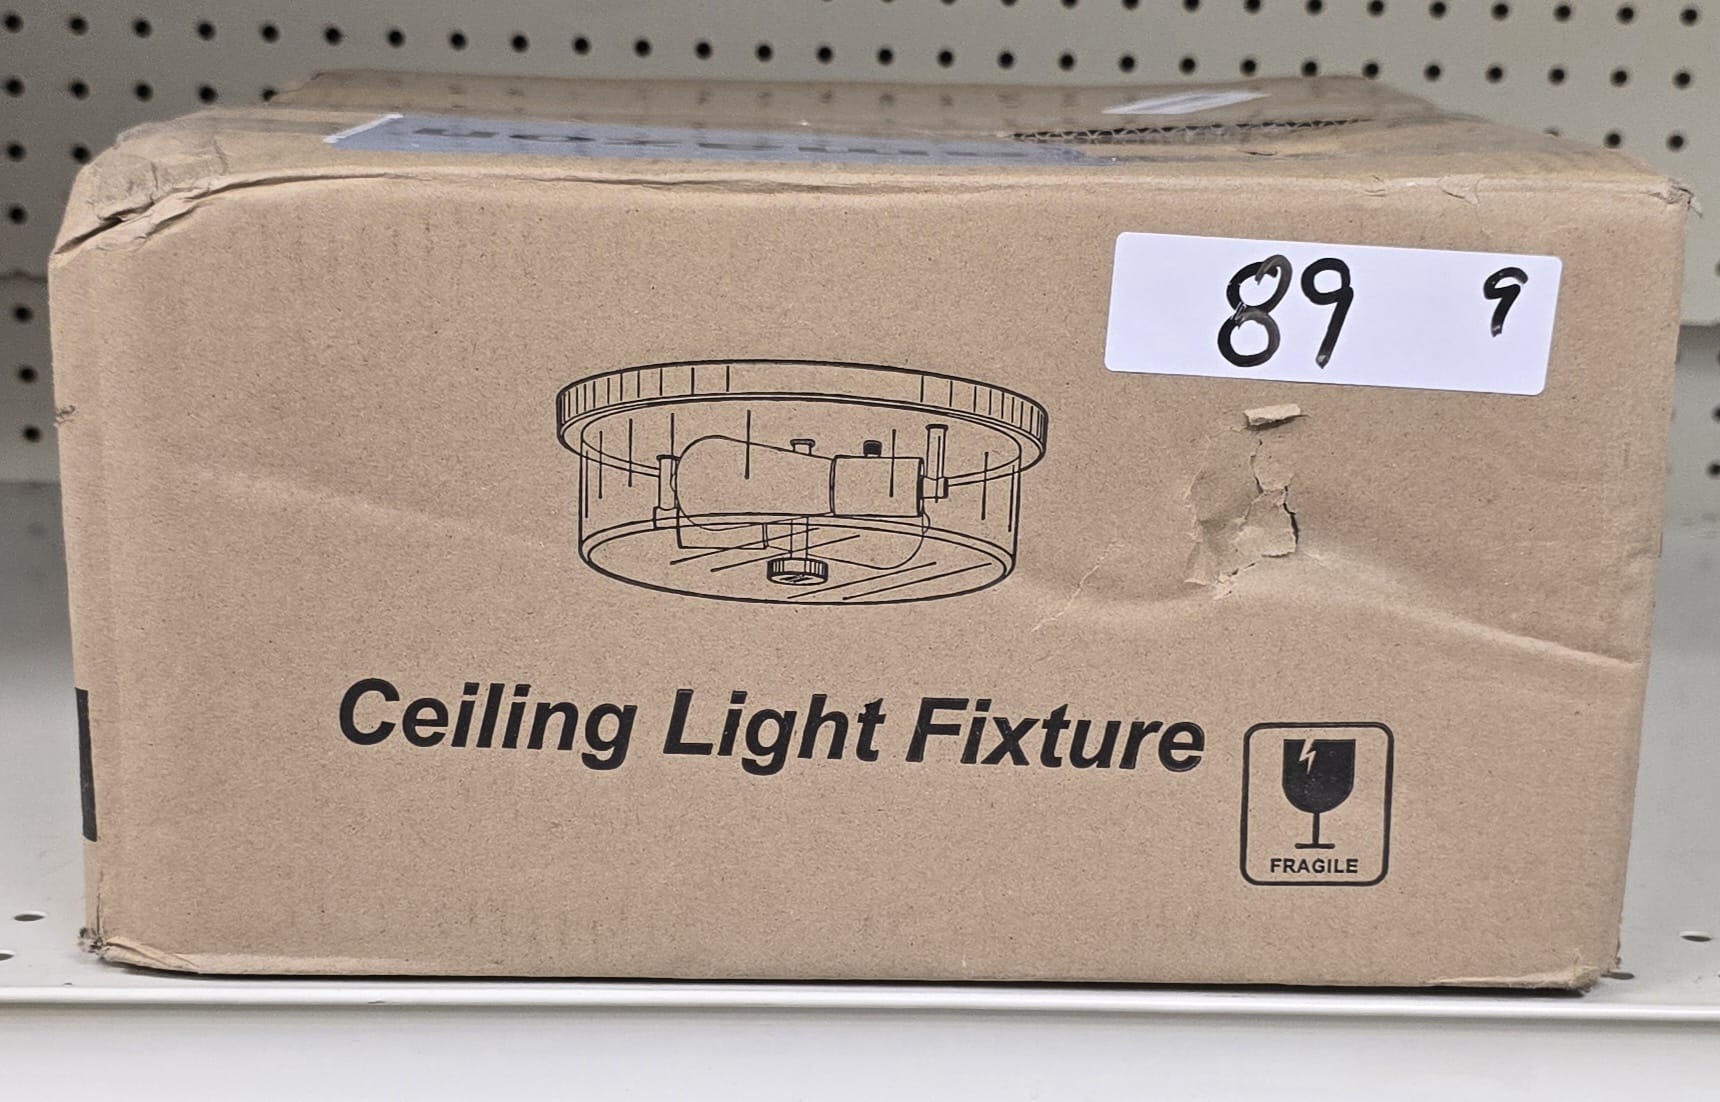 89 9
Ceiling Light Fixture
FRAGILE